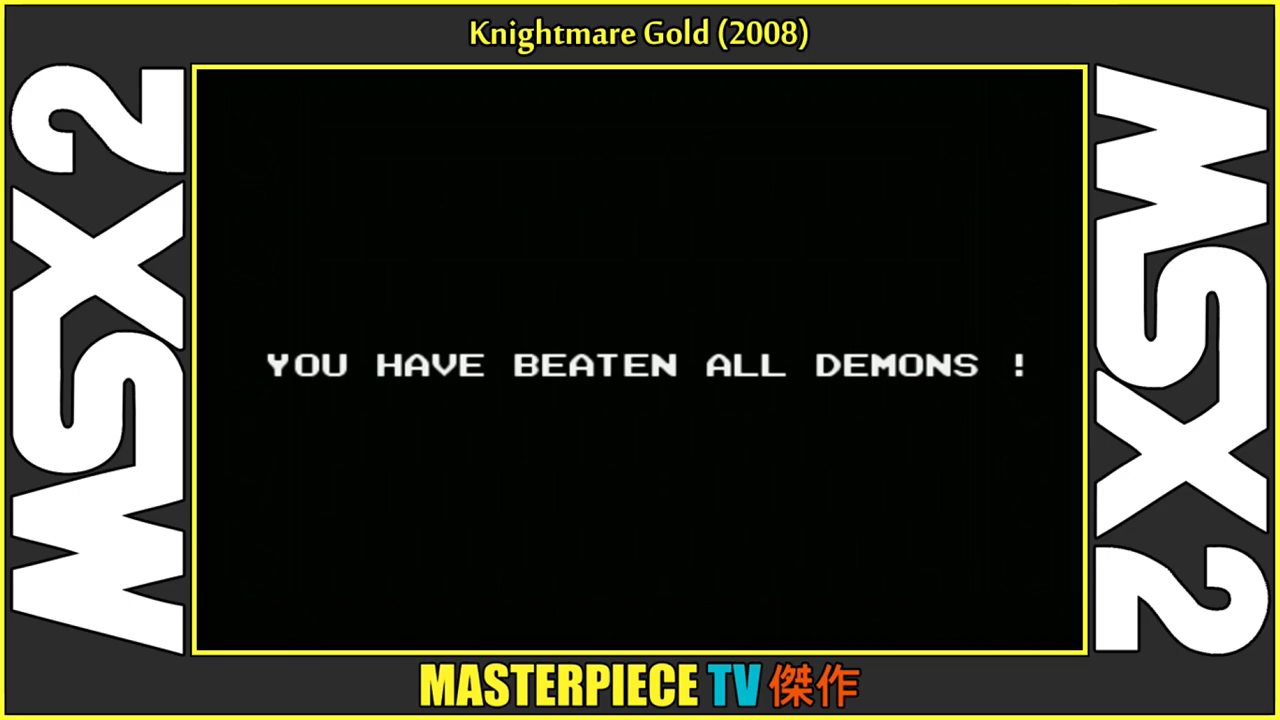 Knightmare Gold (2008)
MSX2
YOU HAVE BEATEN ALL DEMONS !
MSX2
MASTERPIECE TV 傑作